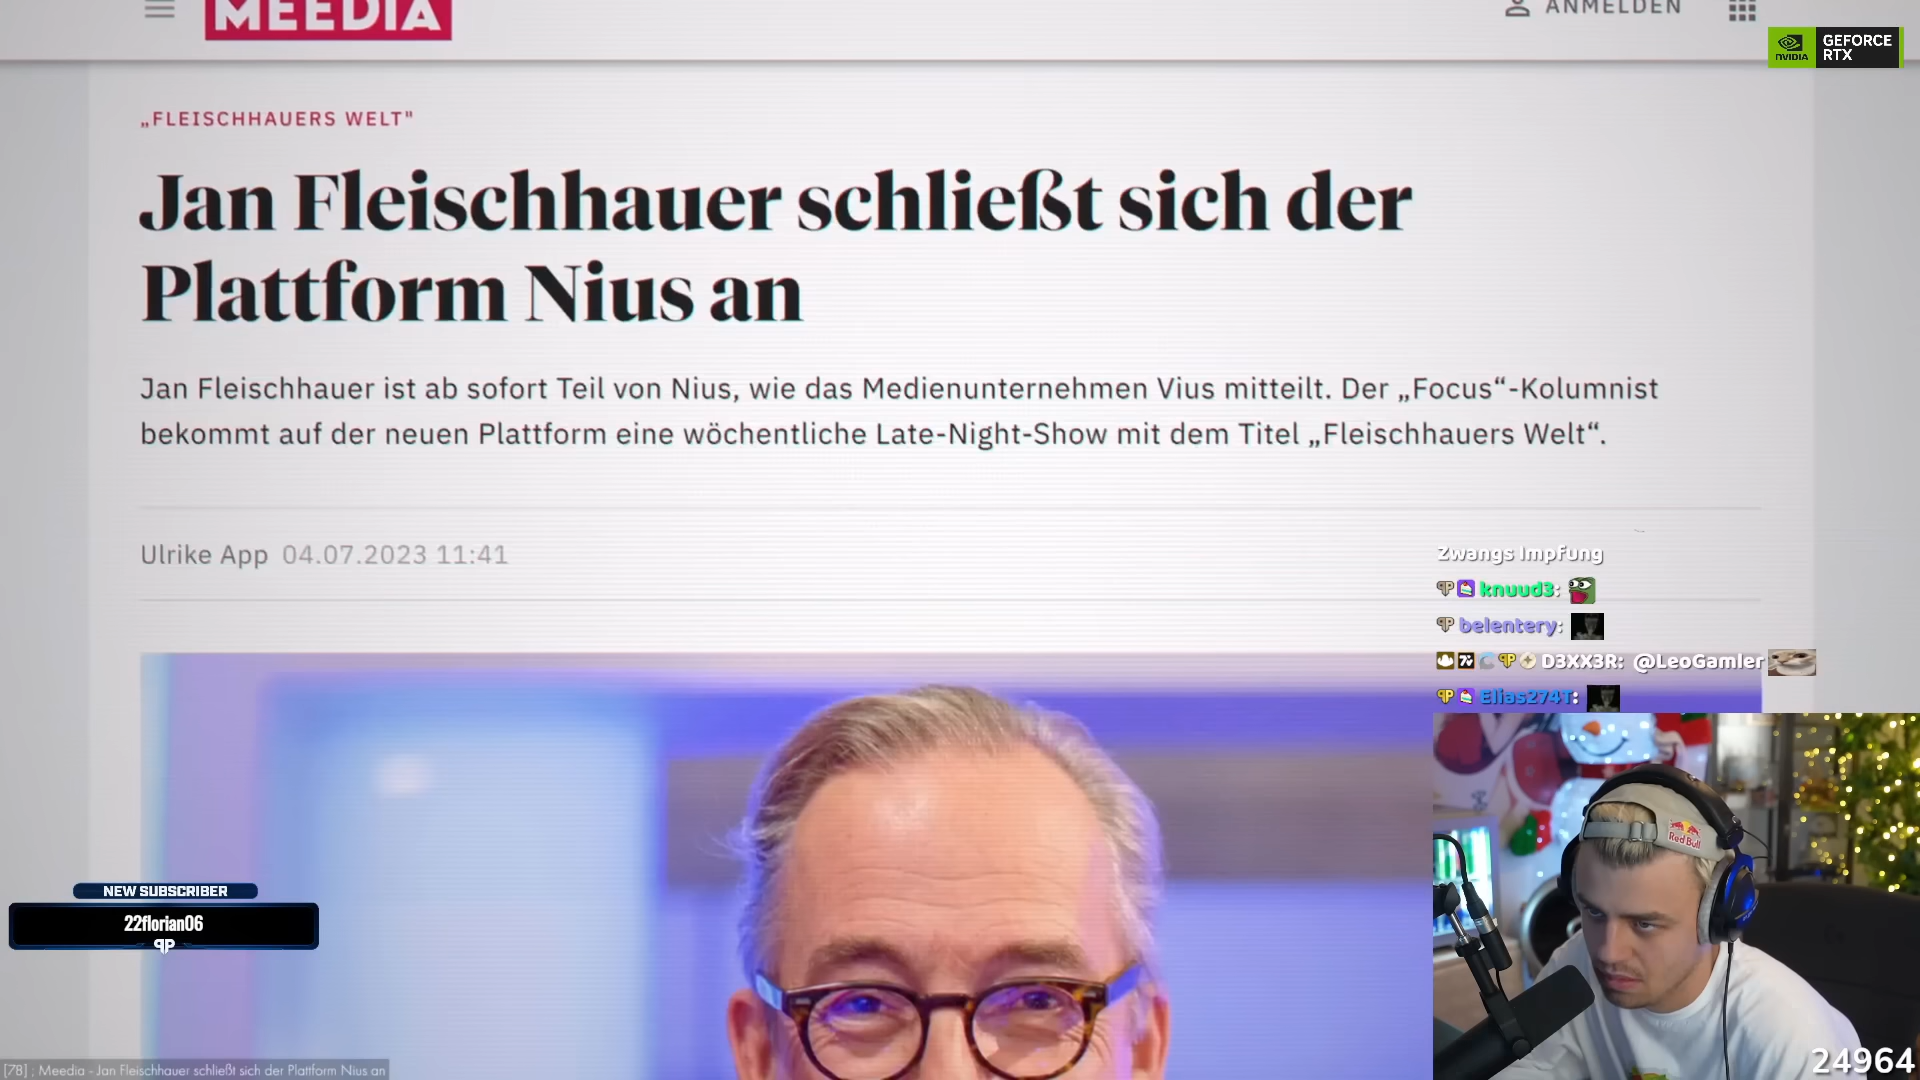 MEEDIA
ANMELDEN
NVIDIA
GEFORCE
RTX
„FLEISCHHAUERS WELT"
Jan Fleischhauer schließt sich der
Plattform Nius an
Jan Fleischhauer ist ab sofort Teil von Nius, wie das Medienunternehmen Vius mitteilt. Der „Focus“-Kolumnist
bekommt auf der neuen Plattform eine wöchentliche Late-Night-Show mit dem Titel „Fleischhauers Welt“.
Ulrike App 04.07.2023 11:41
Zwangs Impfung
knuud3:
belentery:
D3XX3R: @LeoGamler
Elias274T:
Red Bull
NEW SUBSCRIBER
22florian06
24964
[78] ; Meedia - Jan Fleischhauer schließt sich der Plattform Nius an